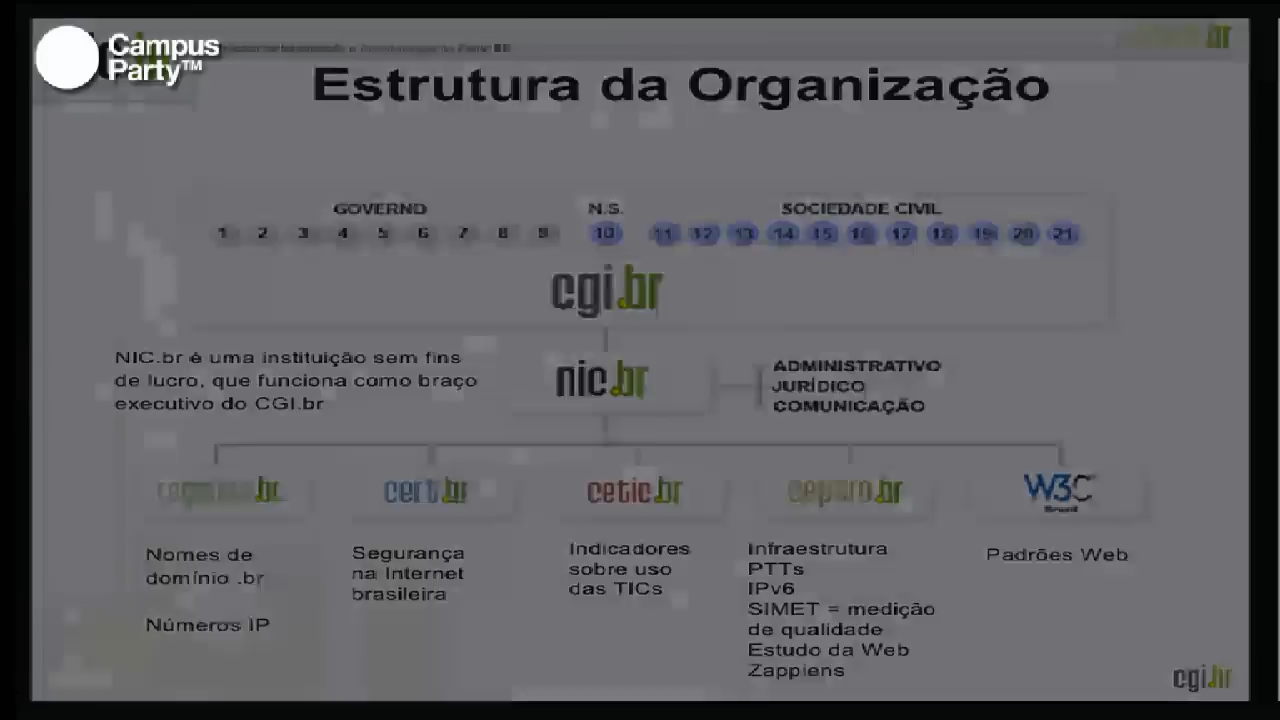 Campus
Party™
Estrutura da Organização
GOVERNO
N.S.
SOCIEDADE CIVIL
1 2 3 4 5 6 7 8 9 10 11 12 13 14 15 16 17 18 19 20 21
cgi.br
NIC.br é uma instituição sem fins
de lucro, que funciona como braço
executivo do CGI.br
nic.br
ADMINISTRATIVO
JURÍDICO
COMUNICAÇÃO
registro.br
cert.br
cetic.br
ceptro.br
W3C
Brasil
Nomes de
domínio .br
Números IP
Segurança
na Internet
brasileira
Indicadores
sobre uso
das TICs
Infraestrutura
PTTs
IPv6
SIMET = medição
de qualidade
Estudo da Web
Zappiens
Padrões Web
cgi.br